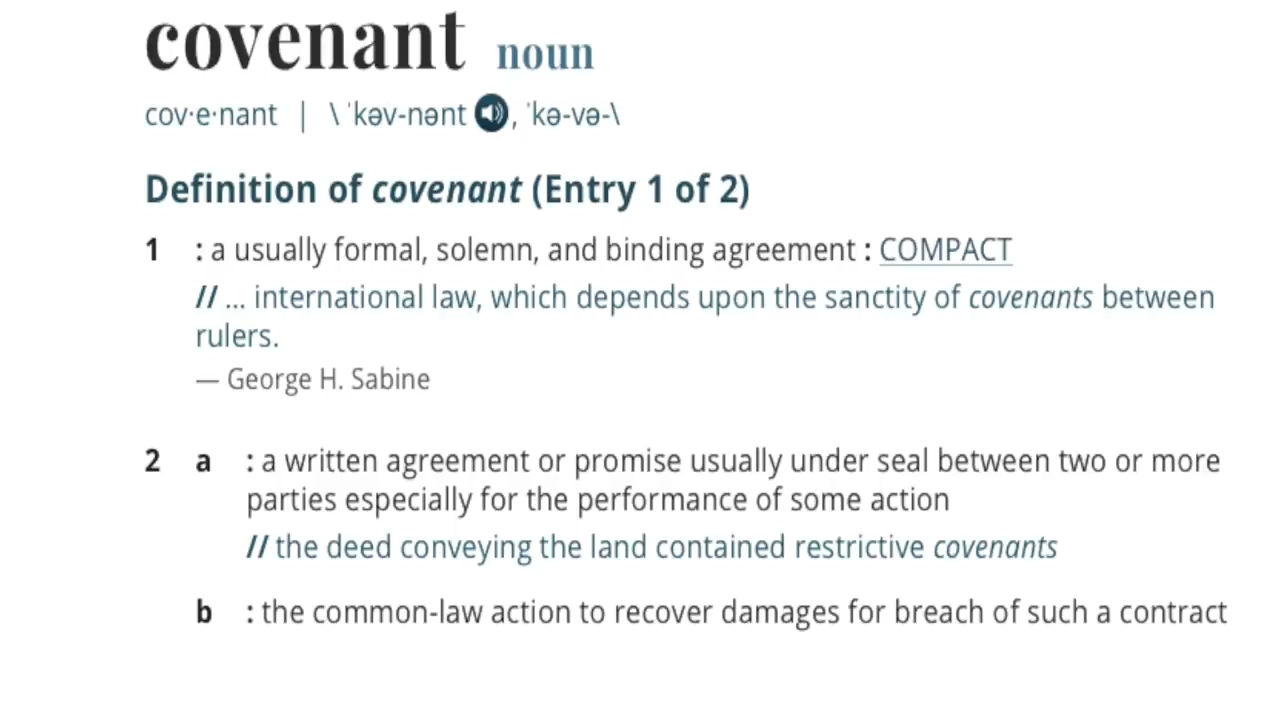 covenant noun
cov·e·nant | \ ˈkəv-nənt , ˈkə-və-\
Definition of covenant (Entry 1 of 2)
1 : a usually formal, solemn, and binding agreement : COMPACT
// ... international law, which depends upon the sanctity of covenants between
rulers.
— George H. Sabine
2 a : a written agreement or promise usually under seal between two or more
parties especially for the performance of some action
// the deed conveying the land contained restrictive covenants
b : the common-law action to recover damages for breach of such a contract